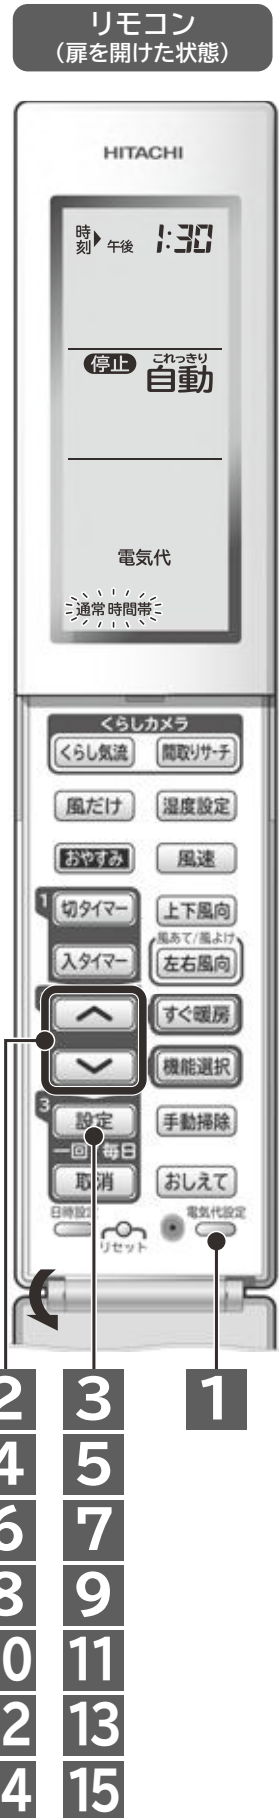 リモコン
（扉を開けた状態）
HITACHI
時刻 午後 1:30
停止 これっきり 自動
電気代
通常時間帯
くらしカメラ
くらし気流 間取りサーチ
風だけ 湿度設定
おやすみ 風速
1 切タイマー 上下風向
風あて/風よけ
入タイマー 左右風向
すぐ暖房
機能選択
3 設定 手動掃除
一回 毎日
取消 おしえて
日時設定 電気代設定
リセット
2 3 1
4 5
6 7
8 9
0 11
2 13
4 15